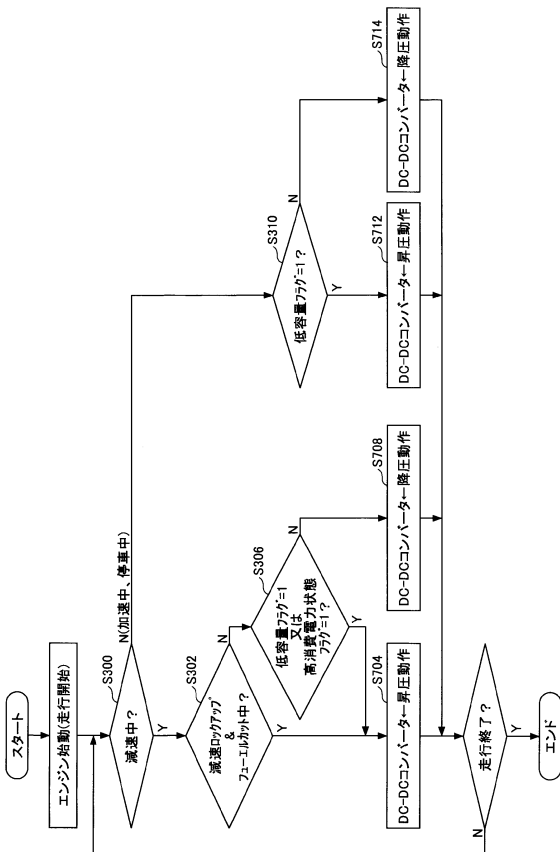 スタート
エンジン始動(走行開始)
S300
減速中?
N(加速中、停車中)
Y
S302
減速ロックアップ
&
フューエルカット中?
N
Y
S306
低容量フラグ=1
又は
高消費電力状態
フラグ=1?
N
Y
S310
低容量フラグ=1?
N
Y
S704
DC-DCコンバータ←昇圧動作
S708
DC-DCコンバータ←降圧動作
S712
DC-DCコンバータ←昇圧動作
S714
DC-DCコンバータ←降圧動作
走行終了?
N
Y
エンド